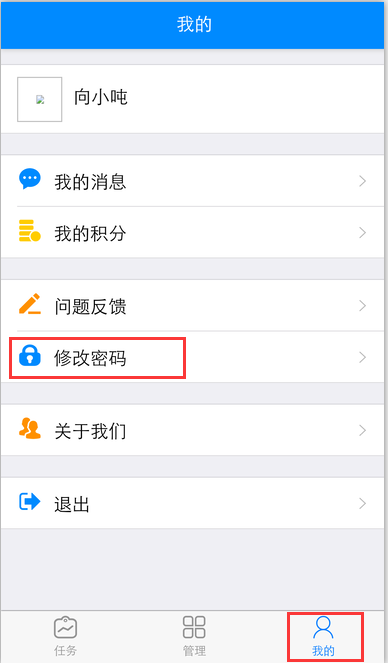 我的
向小吨
我的消息
我的积分
问题反馈
修改密码
关于我们
退出
任务 管理 我的